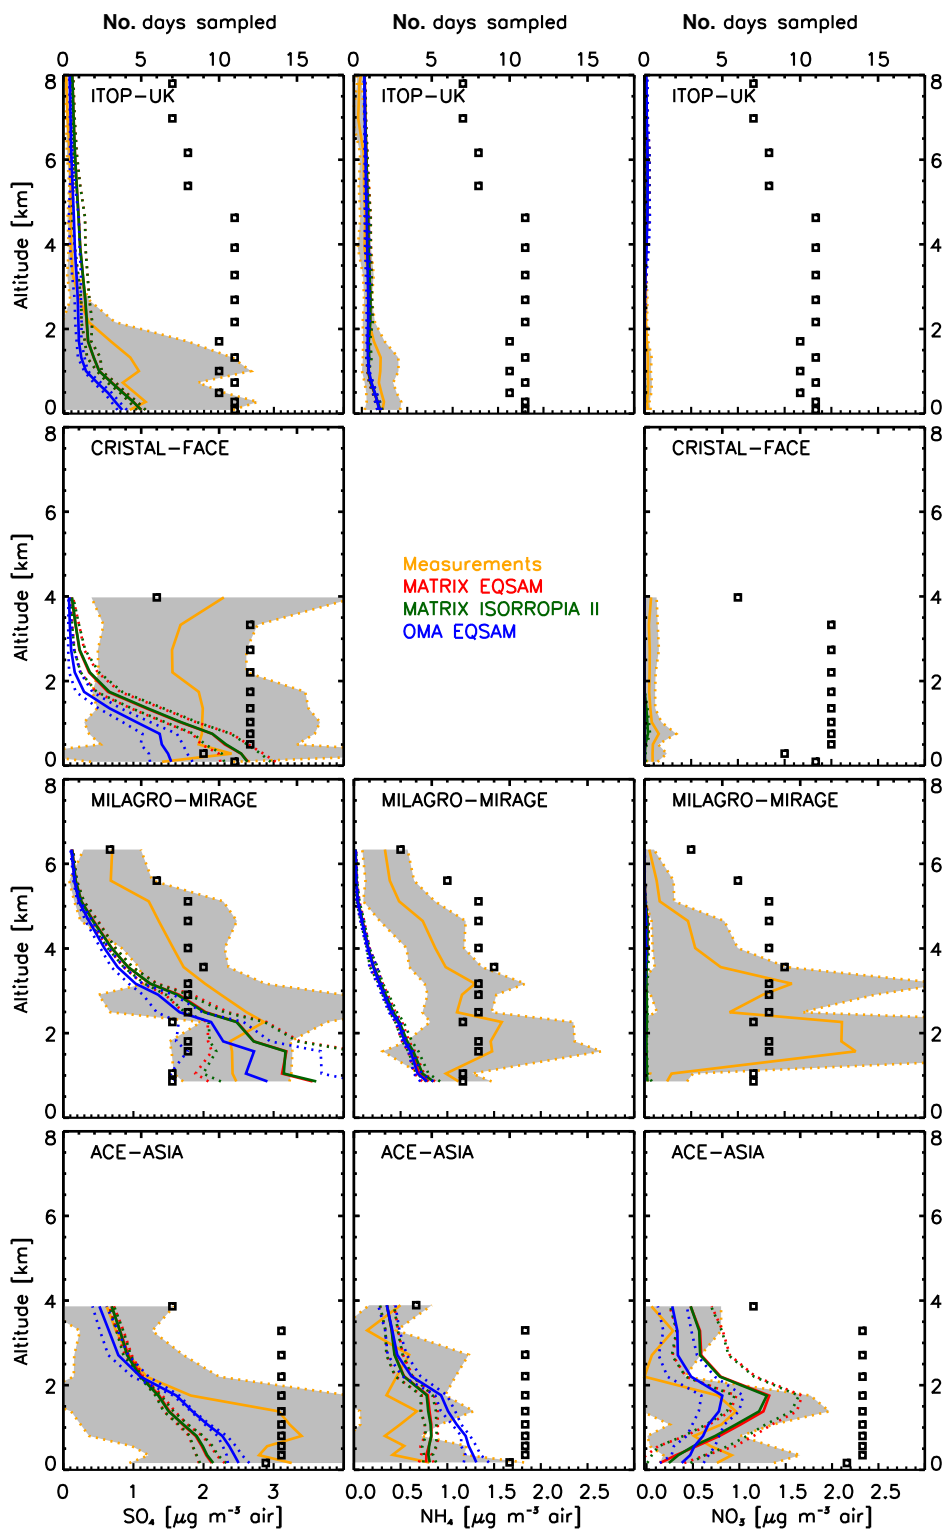 No. days sampled No. days sampled No. days sampled
0 5 10 15 0 5 10 15 0 5 10 15
8 ITOP-UK ITOP-UK ITOP-UK 8
6 6
Altitude [km]
4 4
2 2
0 0
8 CRISTAL-FACE CRISTAL-FACE 8
6 6
Altitude [km]
Measurements
MATRIX EQSAM
MATRIX ISORROPIA II
OMA EQSAM
4 4
2 2
0 0
8 MILAGRO-MIRAGE MILAGRO-MIRAGE MILAGRO-MIRAGE 8
6 6
Altitude [km]
4 4
2 2
0 0
8 ACE-ASIA ACE-ASIA ACE-ASIA 8
6 6
Altitude [km]
4 4
2 2
0 0
0 1 2 3 0.0 0.5 1.0 1.5 2.0 2.5 0.0 0.5 1.0 1.5 2.0 2.5
SO₄ [μg m⁻³ air] NH₄ [μg m⁻³ air] NO₃ [μg m⁻³ air]